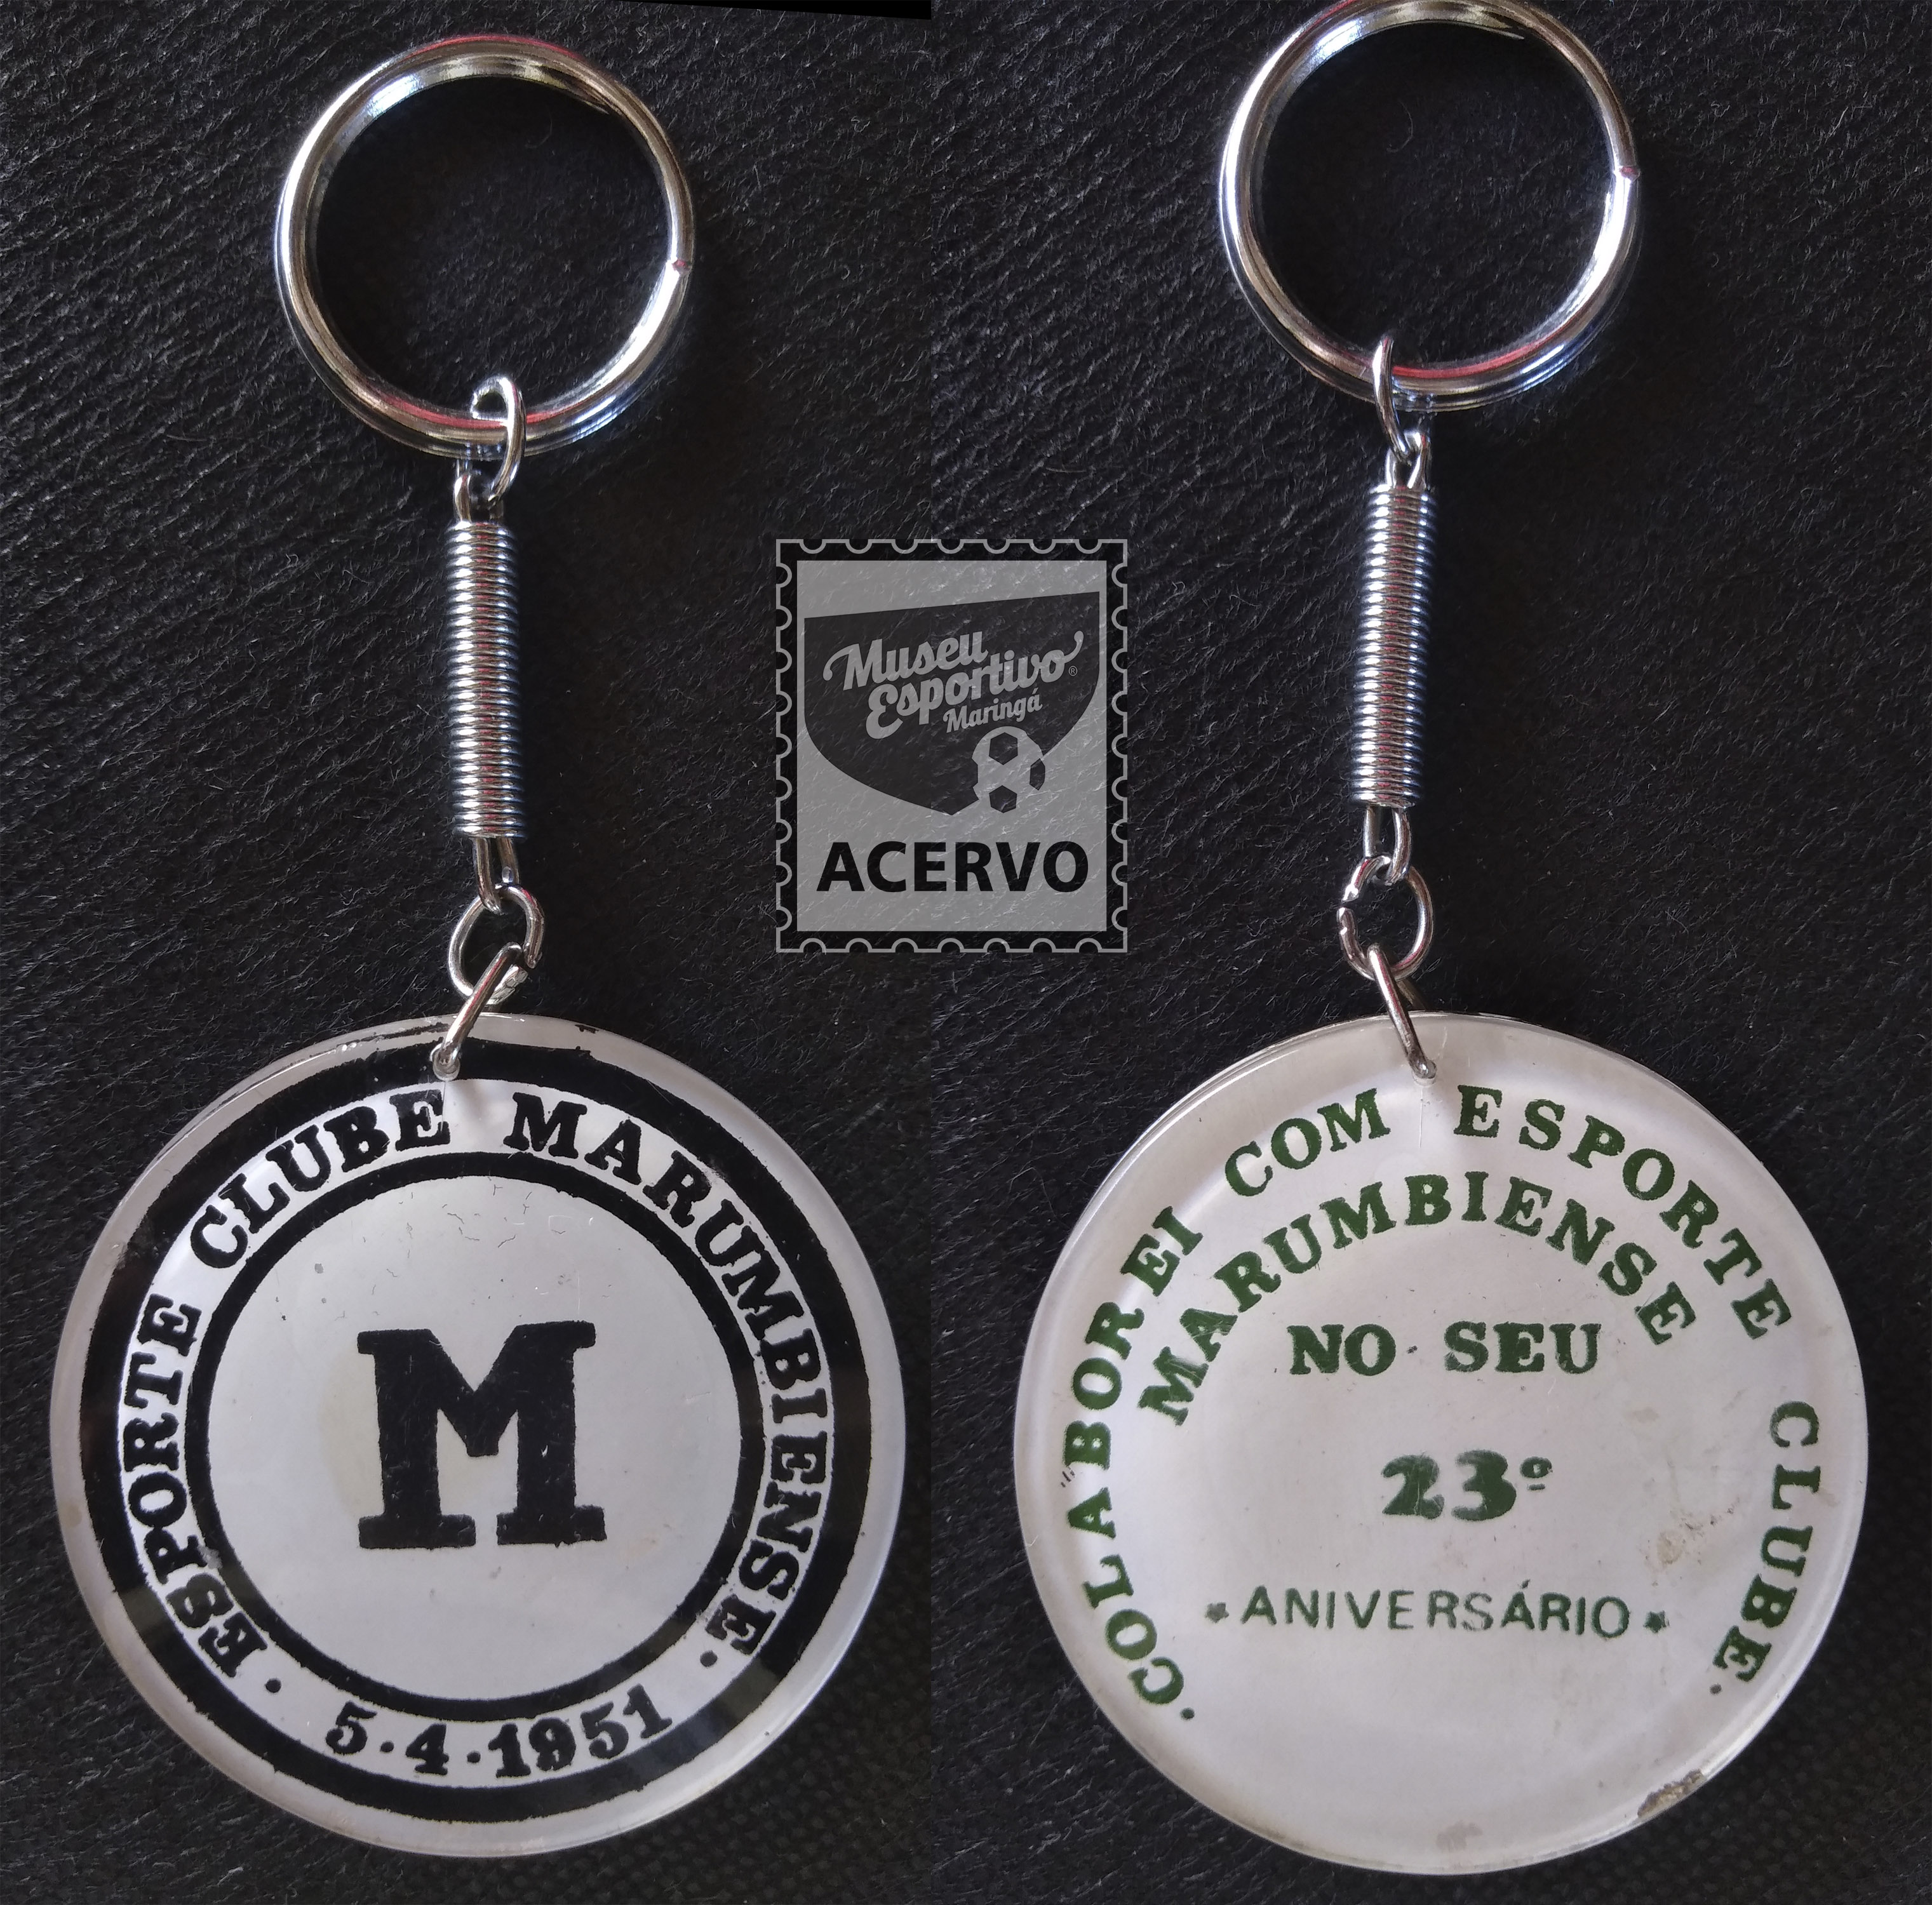 ESPORTE CLUBE MARUMBIENSE
M
5.4.1951
Museu
Esportivo®
Maringá
ACERVO
COLABOREI COM ESPORTE CLUBE
MARUMBIENSE
NO SEU
23º
ANIVERSÁRIO